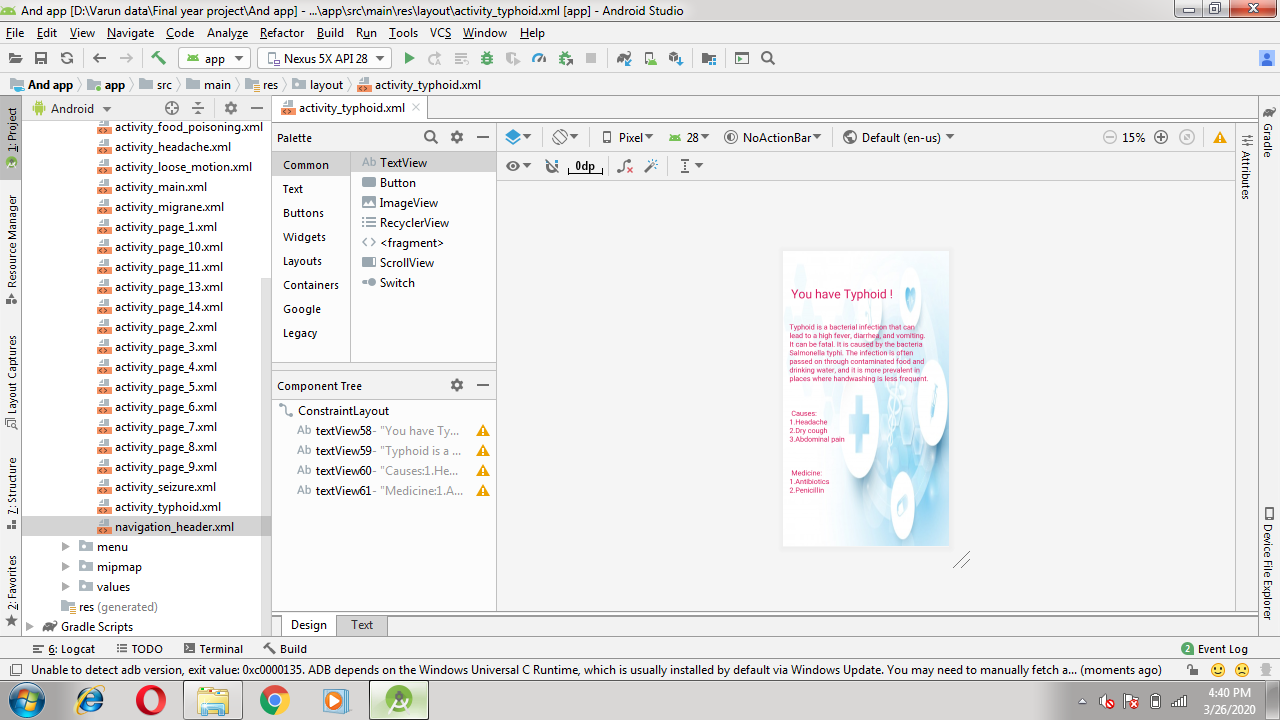 And app [D:\Varun data\Final year project\And app] - ...\app\src\main\res\layout\activity_typhoid.xml [app] - Android Studio
File Edit View Navigate Code Analyze Refactor Build Run Tools VCS Window Help
app Nexus 5X API 28
And app app src main res layout activity_typhoid.xml
1: Project
Resource Manager
Layout Captures
7: Structure
2: Favorites
Android
activity_food_poisoning.xml
activity_headache.xml
activity_loose_motion.xml
activity_main.xml
activity_migrane.xml
activity_page_1.xml
activity_page_10.xml
activity_page_11.xml
activity_page_13.xml
activity_page_14.xml
activity_page_2.xml
activity_page_3.xml
activity_page_4.xml
activity_page_5.xml
activity_page_6.xml
activity_page_7.xml
activity_page_8.xml
activity_page_9.xml
activity_seizure.xml
activity_typhoid.xml
navigation_header.xml
menu
mipmap
values
res (generated)
Gradle Scripts
activity_typhoid.xml
Palette
Common
Text
Buttons
Widgets
Layouts
Containers
Google
Legacy
Ab TextView
Button
ImageView
RecyclerView
<fragment>
ScrollView
Switch
Component Tree
ConstraintLayout
Ab textView58- "You have Ty...
Ab textView59- "Typhoid is a ...
Ab textView60- "Causes:1.He...
Ab textView61- "Medicine:1.A...
Design Text
Pixel 28 NoActionBar Default (en-us) 15%
0dp
You have Typhoid !
Typhoid is a bacterial infection that can
lead to a high fever, diarrhea, and vomiting.
It can be fatal. It is caused by the bacteria
Salmonella typhi. The infection is often
passed on through contaminated food and
drinking water, and it is more prevalent in
places where handwashing is less frequent.
Causes:
1.Headache
2.Dry cough
3.Abdominal pain
Medicine:
1.Antibiotics
2.Penicillin
Attributes
Gradle
Device File Explorer
6: Logcat TODO Terminal Build 2 Event Log
Unable to detect adb version, exit value: 0xc0000135. ADB depends on the Windows Universal C Runtime, which is usually installed by default via Windows Update. You may need to manually fetch a... (moments ago)
4:40 PM
3/26/2020